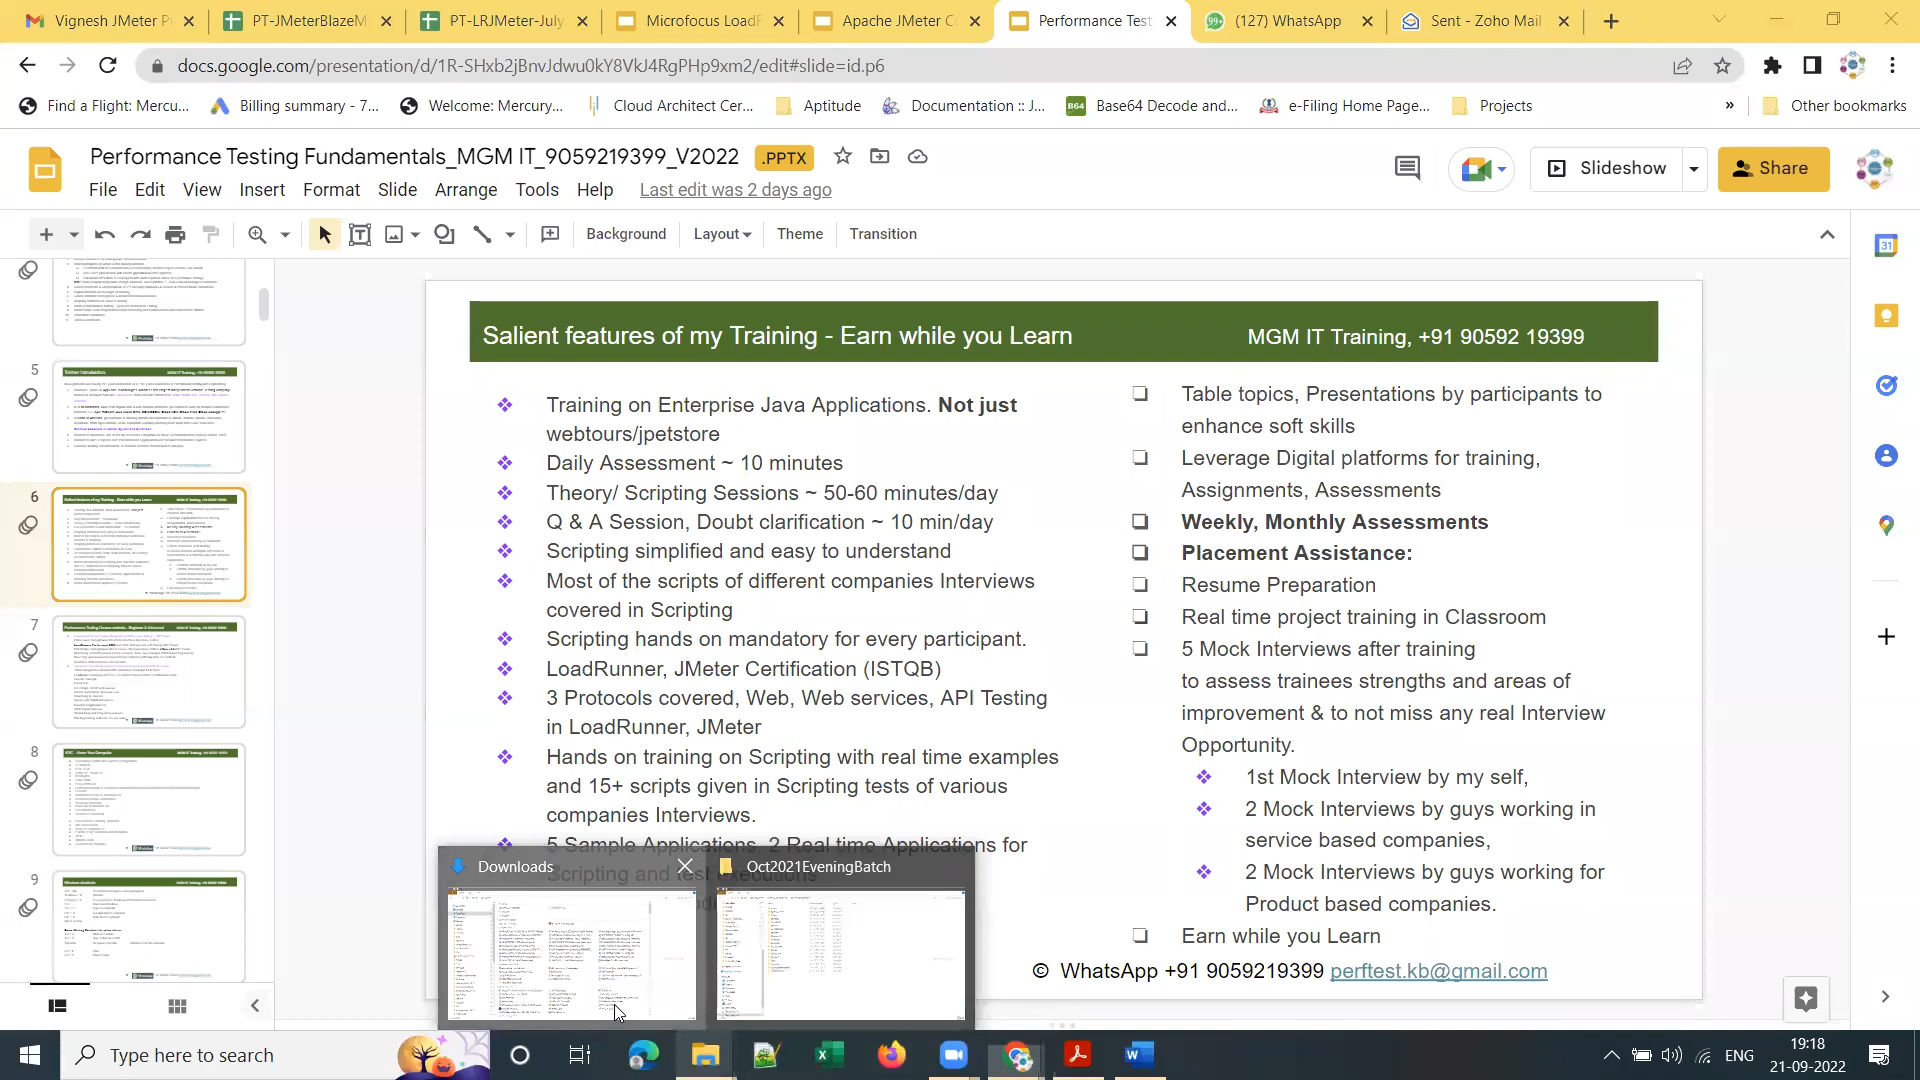 Vignesh JMeter P
PT-JMeterBlazeM
PT-LRJMeter-July
Microfocus LoadR
Apache JMeter C
Performance Test
99+
(127) WhatsApp
Sent - Zoho Mail
docs.google.com/presentation/d/1R-SHxb2jBnvJdwu0kY8VkJ4RgPHp9xm2/edit#slide=id.p6
Find a Flight: Mercu...
Billing summary - 7...
Welcome: Mercury...
Cloud Architect Cer...
Aptitude
Documentation :: J...
B64
Base64 Decode and...
e-Filing Home Page...
Projects
»
Other bookmarks
Performance Testing Fundamentals_MGM IT_9059219399_V2022
.PPTX
Slideshow
Share
File Edit View Insert Format Slide Arrange Tools Help
Last edit was 2 days ago
Background
Layout
Theme
Transition
31
5
6
7
8
9
Salient features of my Training - Earn while you Learn
MGM IT Training, +91 90592 19399
Training on Enterprise Java Applications. Not just
webtours/jpetstore
Daily Assessment ~ 10 minutes
Theory/ Scripting Sessions ~ 50-60 minutes/day
Q & A Session, Doubt clarification ~ 10 min/day
Scripting simplified and easy to understand
Most of the scripts of different companies Interviews
covered in Scripting
Scripting hands on mandatory for every participant.
LoadRunner, JMeter Certification (ISTQB)
3 Protocols covered, Web, Web services, API Testing
in LoadRunner, JMeter
Hands on training on Scripting with real time examples
and 15+ scripts given in Scripting tests of various
companies Interviews.
5 Sample Applications, 2 Real time Applications for
Scripting and test executions
Table topics, Presentations by participants to
enhance soft skills
Leverage Digital platforms for training,
Assignments, Assessments
Weekly, Monthly Assessments
Placement Assistance:
Resume Preparation
Real time project training in Classroom
5 Mock Interviews after training
to assess trainees strengths and areas of
improvement & to not miss any real Interview
Opportunity.
1st Mock Interview by my self,
2 Mock Interviews by guys working in
service based companies,
2 Mock Interviews by guys working for
Product based companies.
Earn while you Learn
© WhatsApp +91 9059219399 perftest.kb@gmail.com
Downloads
Oct2021EveningBatch
Type here to search
ENG
19:18
21-09-2022